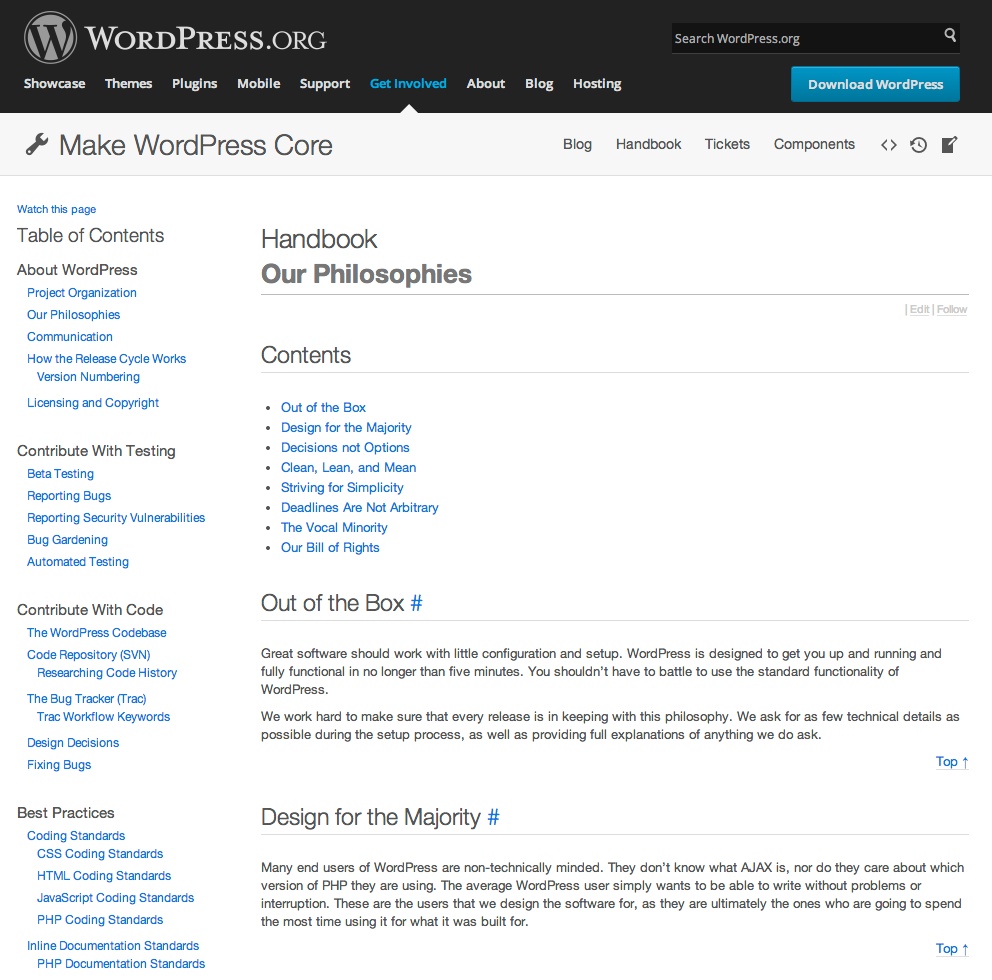 WORDPRESS.ORG
Search WordPress.org
Showcase Themes Plugins Mobile Support Get Involved About Blog Hosting
Download WordPress
Make WordPress Core
Blog Handbook Tickets Components
Watch this page
Table of Contents
About WordPress
Project Organization
Our Philosophies
Communication
How the Release Cycle Works
Version Numbering
Licensing and Copyright
Contribute With Testing
Beta Testing
Reporting Bugs
Reporting Security Vulnerabilities
Bug Gardening
Automated Testing
Contribute With Code
The WordPress Codebase
Code Repository (SVN)
Researching Code History
The Bug Tracker (Trac)
Trac Workflow Keywords
Design Decisions
Fixing Bugs
Best Practices
Coding Standards
CSS Coding Standards
HTML Coding Standards
JavaScript Coding Standards
PHP Coding Standards
Inline Documentation Standards
PHP Documentation Standards
Handbook
Our Philosophies
| Edit | Follow
Contents
• Out of the Box
• Design for the Majority
• Decisions not Options
• Clean, Lean, and Mean
• Striving for Simplicity
• Deadlines Are Not Arbitrary
• The Vocal Minority
• Our Bill of Rights
Out of the Box #
Great software should work with little configuration and setup. WordPress is designed to get you up and running and
fully functional in no longer than five minutes. You shouldn’t have to battle to use the standard functionality of
WordPress.
We work hard to make sure that every release is in keeping with this philosophy. We ask for as few technical details as
possible during the setup process, as well as providing full explanations of anything we do ask.
Top ↑
Design for the Majority #
Many end users of WordPress are non-technically minded. They don’t know what AJAX is, nor do they care about which
version of PHP they are using. The average WordPress user simply wants to be able to write without problems or
interruption. These are the users that we design the software for, as they are ultimately the ones who are going to spend
the most time using it for what it was built for.
Top ↑